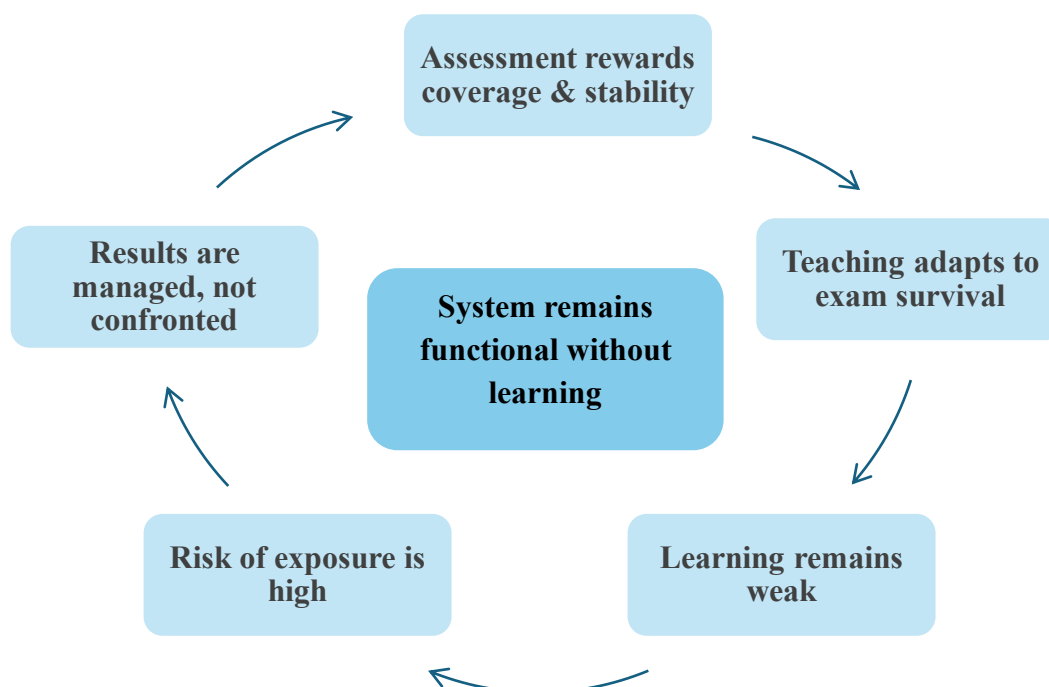 Assessment rewards
coverage & stability
Teaching adapts to
exam survival
Learning remains
weak
Risk of exposure is
high
Results are
managed, not
confronted
System remains
functional without
learning